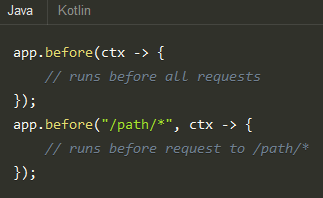 Java Kotlin
app.before(ctx -> {
    // runs before all requests
});
app.before("/path/*", ctx -> {
    // runs before request to /path/*
});